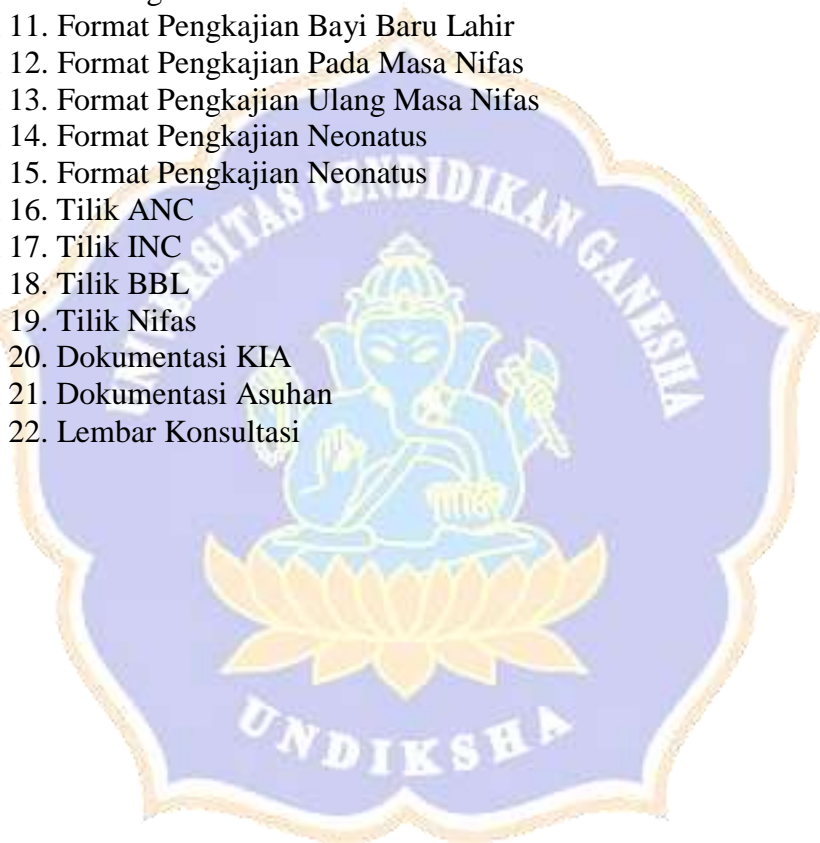 11. Format Pengkajian Bayi Baru Lahir
12. Format Pengkajian Pada Masa Nifas
13. Format Pengkajian Ulang Masa Nifas
14. Format Pengkajian Neonatus
15. Format Pengkajian Neonatus
16. Tilik ANC
17. Tilik INC
18. Tilik BBL
19. Tilik Nifas
20. Dokumentasi KIA
21. Dokumentasi Asuhan
22. Lembar Konsultasi
UNIVERSITAS PENDIDIKAN GANESHA
UNDIKSHA